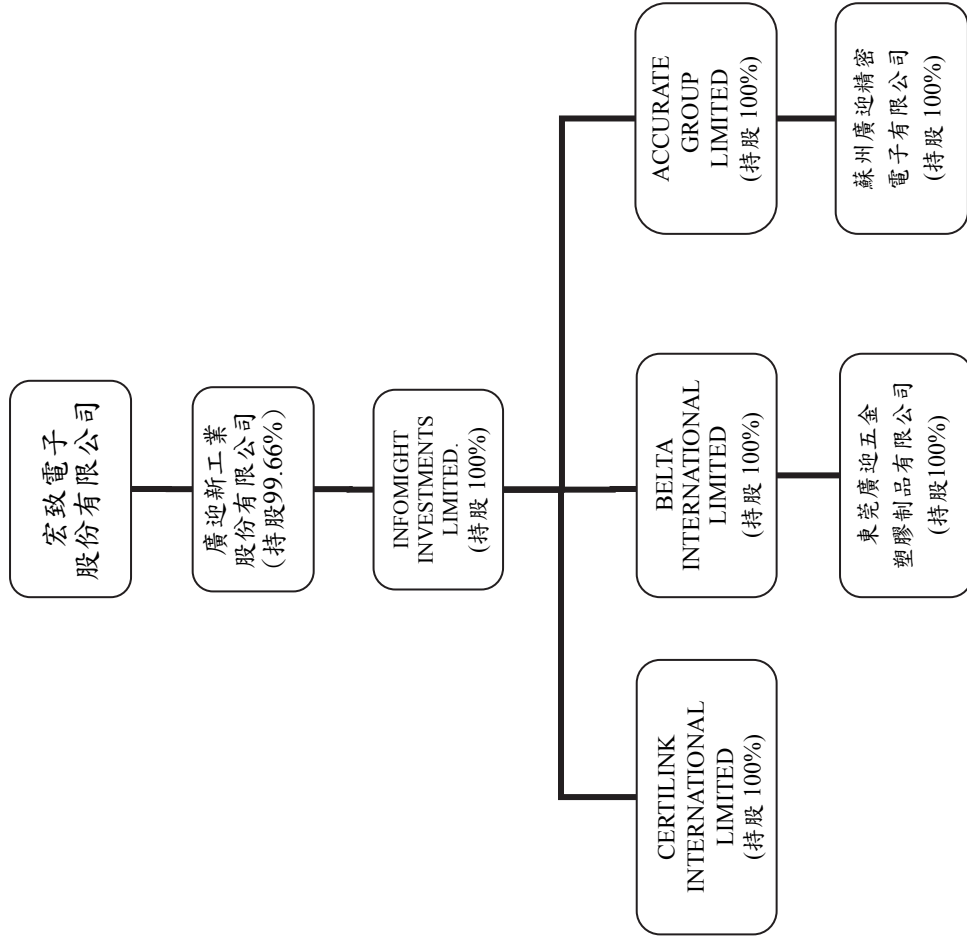 宏致電子
股份有限公司
廣迎新工業
股份有限公司
(持股99.66%)
INFOMIGHT
INVESTMENTS
LIMITED.
(持股 100%)
CERTILINK
INTERNATIONAL
LIMITED
(持股 100%)
BELTA
INTERNATIONAL
LIMITED
(持股 100%)
ACCURATE
GROUP
LIMITED
(持股 100%)
東莞廣迎五金
塑膠制品有限公司
(持股100%)
蘇州廣迎精密
電子有限公司
(持股 100%)